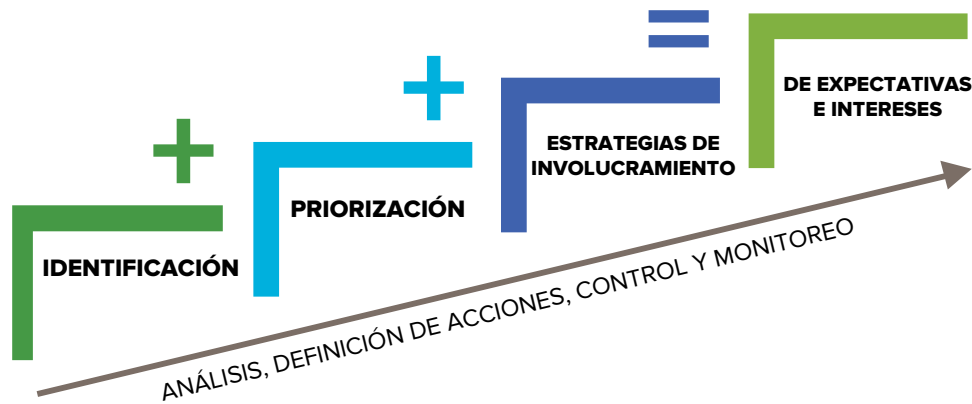 IDENTIFICACIÓN
+
PRIORIZACIÓN
+
ESTRATEGIAS DE
INVOLUCRAMIENTO
=
DE EXPECTATIVAS
E INTERESES
ANÁLISIS, DEFINICIÓN DE ACCIONES, CONTROL Y MONITOREO